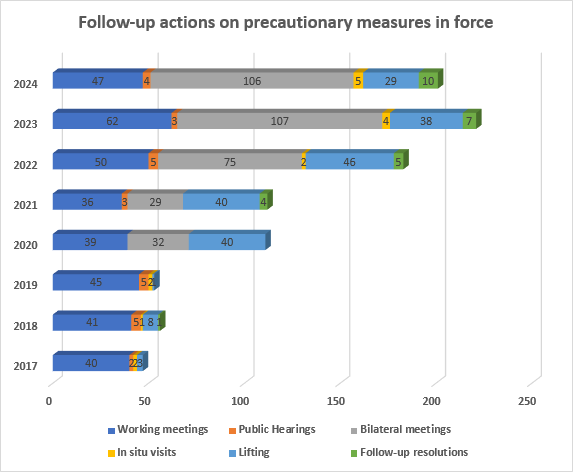 Follow-up actions on precautionary measures in force
2024 47 4 106 5 29 10
2023 62 3 107 4 38 7
2022 50 5 75 2 46 5
2021 36 3 29 40 4
2020 39 32 40
2019 45 5 2
2018 41 5 1 8 1
2017 40 2 2 3
0 50 100 150 200 250
Working meetings Public Hearings Bilateral meetings
In situ visits Lifting Follow-up resolutions